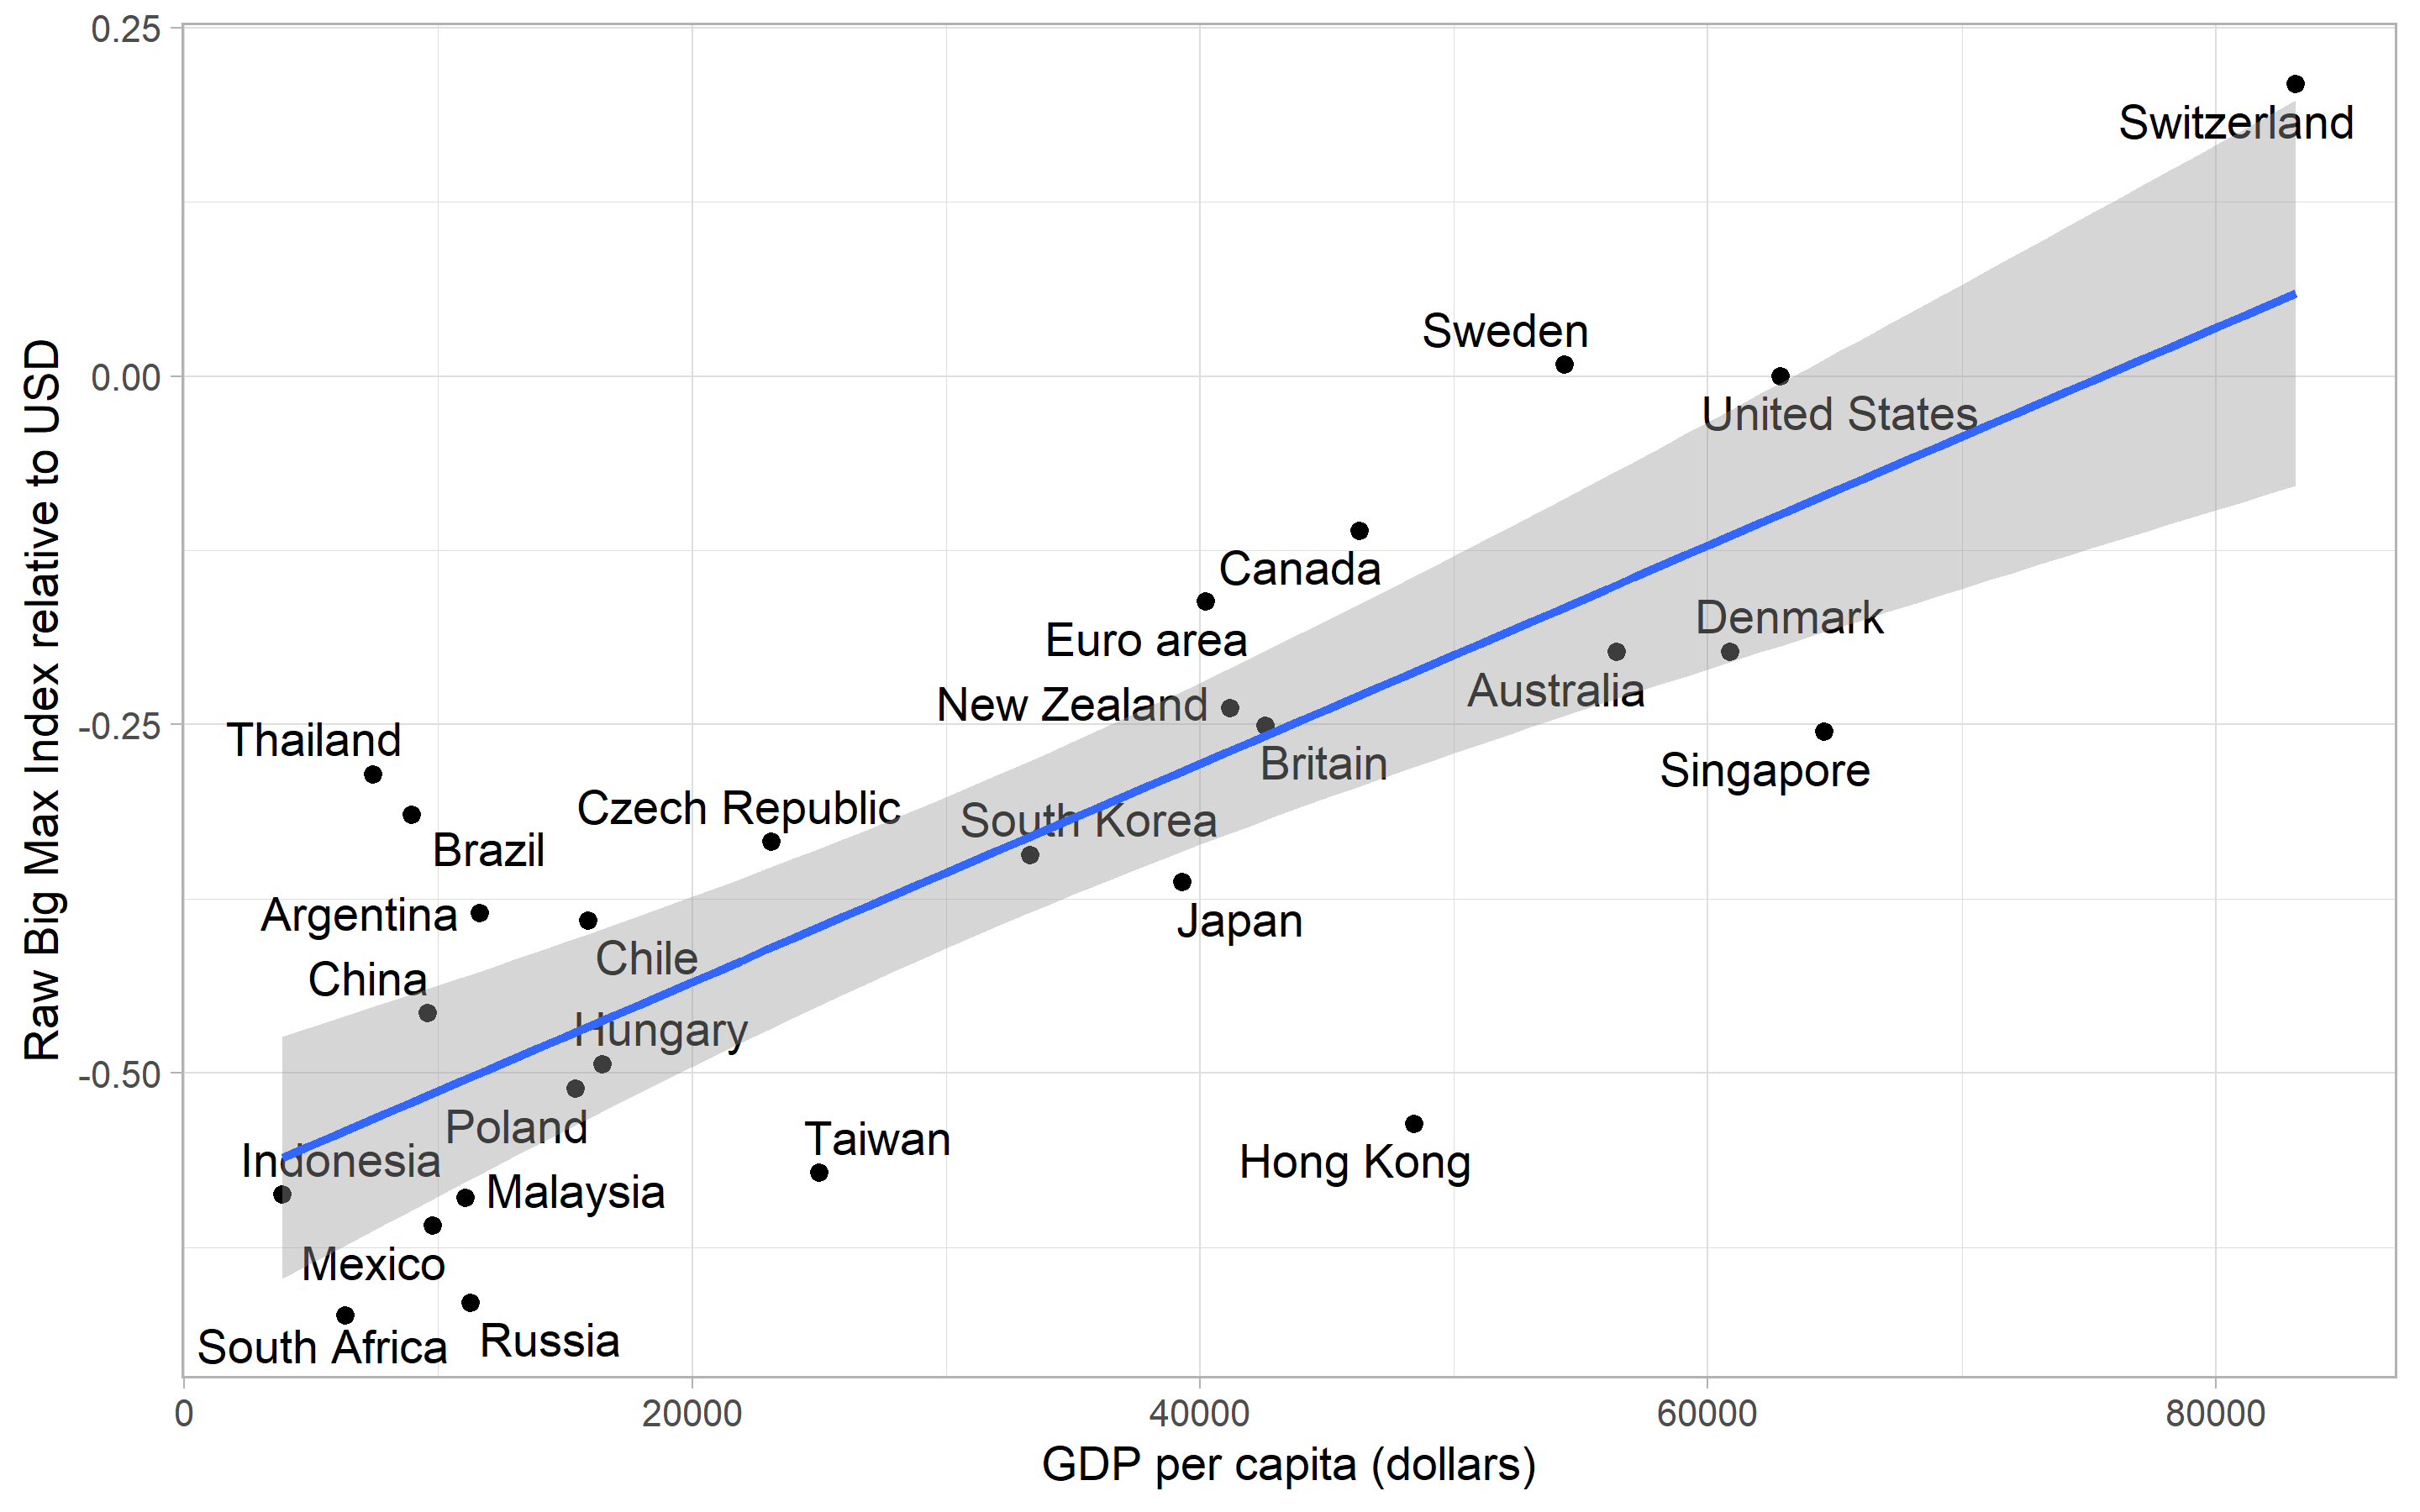 0.25
0.00
-0.25
-0.50
Raw Big Max Index relative to USD
Switzerland
Sweden
United States
Canada
Euro area
Denmark
Australia
New Zealand
Thailand
Britain
Singapore
Czech Republic
South Korea
Brazil
Argentina
Japan
Chile
China
Hungary
Poland
Taiwan
Indonesia
Hong Kong
Malaysia
Mexico
Russia
South Africa
0
20000
40000
60000
80000
GDP per capita (dollars)